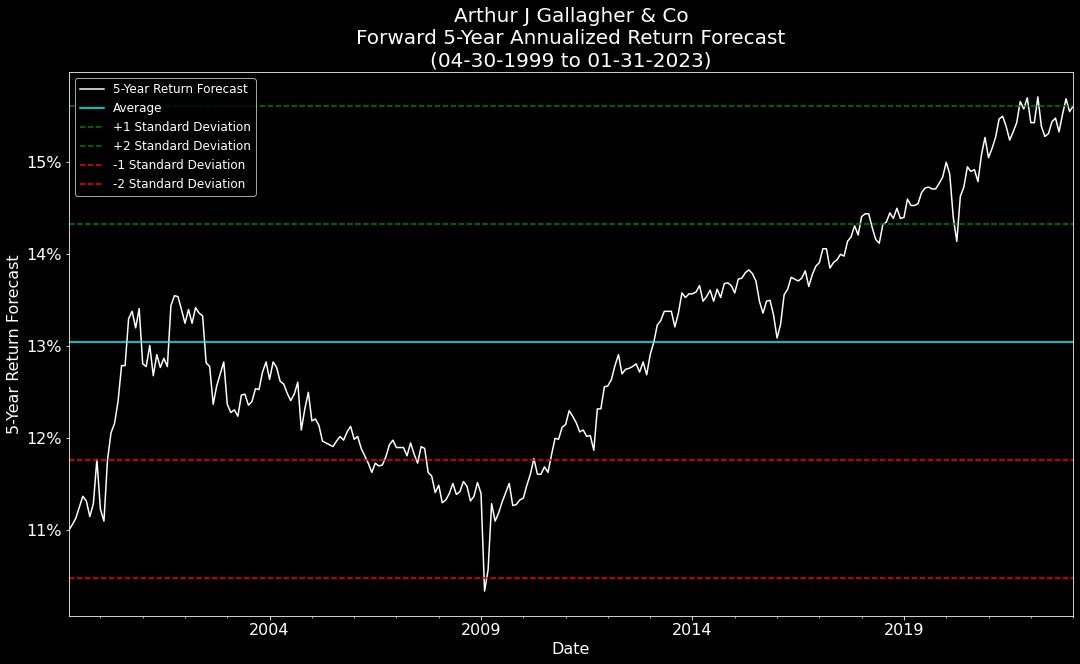 Arthur J Gallagher & Co
Forward 5-Year Annualized Return Forecast
(04-30-1999 to 01-31-2023)
5-Year Return Forecast
Average
+1 Standard Deviation
+2 Standard Deviation
-1 Standard Deviation
-2 Standard Deviation
5-Year Return Forecast
15%
14%
13%
12%
11%
2004
2009
2014
2019
Date